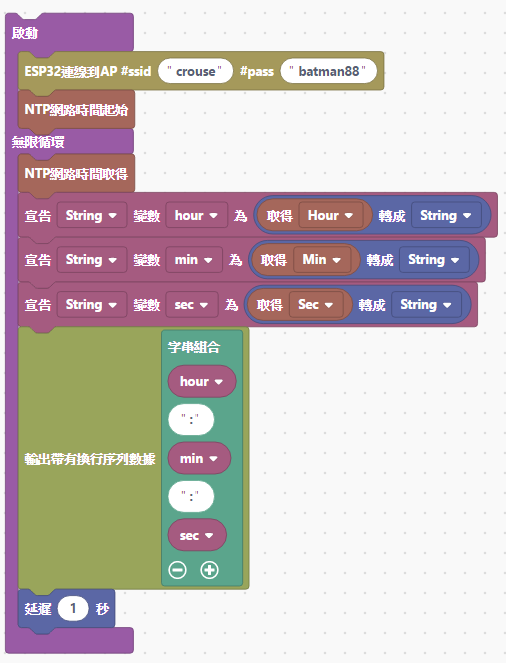 啟動
ESP32連線到AP #ssid " crouse " #pass " batman88 "
NTP網路時間起始
無限循環
NTP網路時間取得
宣告 String 變數 hour 為 取得 Hour 轉成 String
宣告 String 變數 min 為 取得 Min 轉成 String
宣告 String 變數 sec 為 取得 Sec 轉成 String
字串組合
hour
" : "
輸出帶有換行序列數據 min
" : "
sec
延遲 1 秒